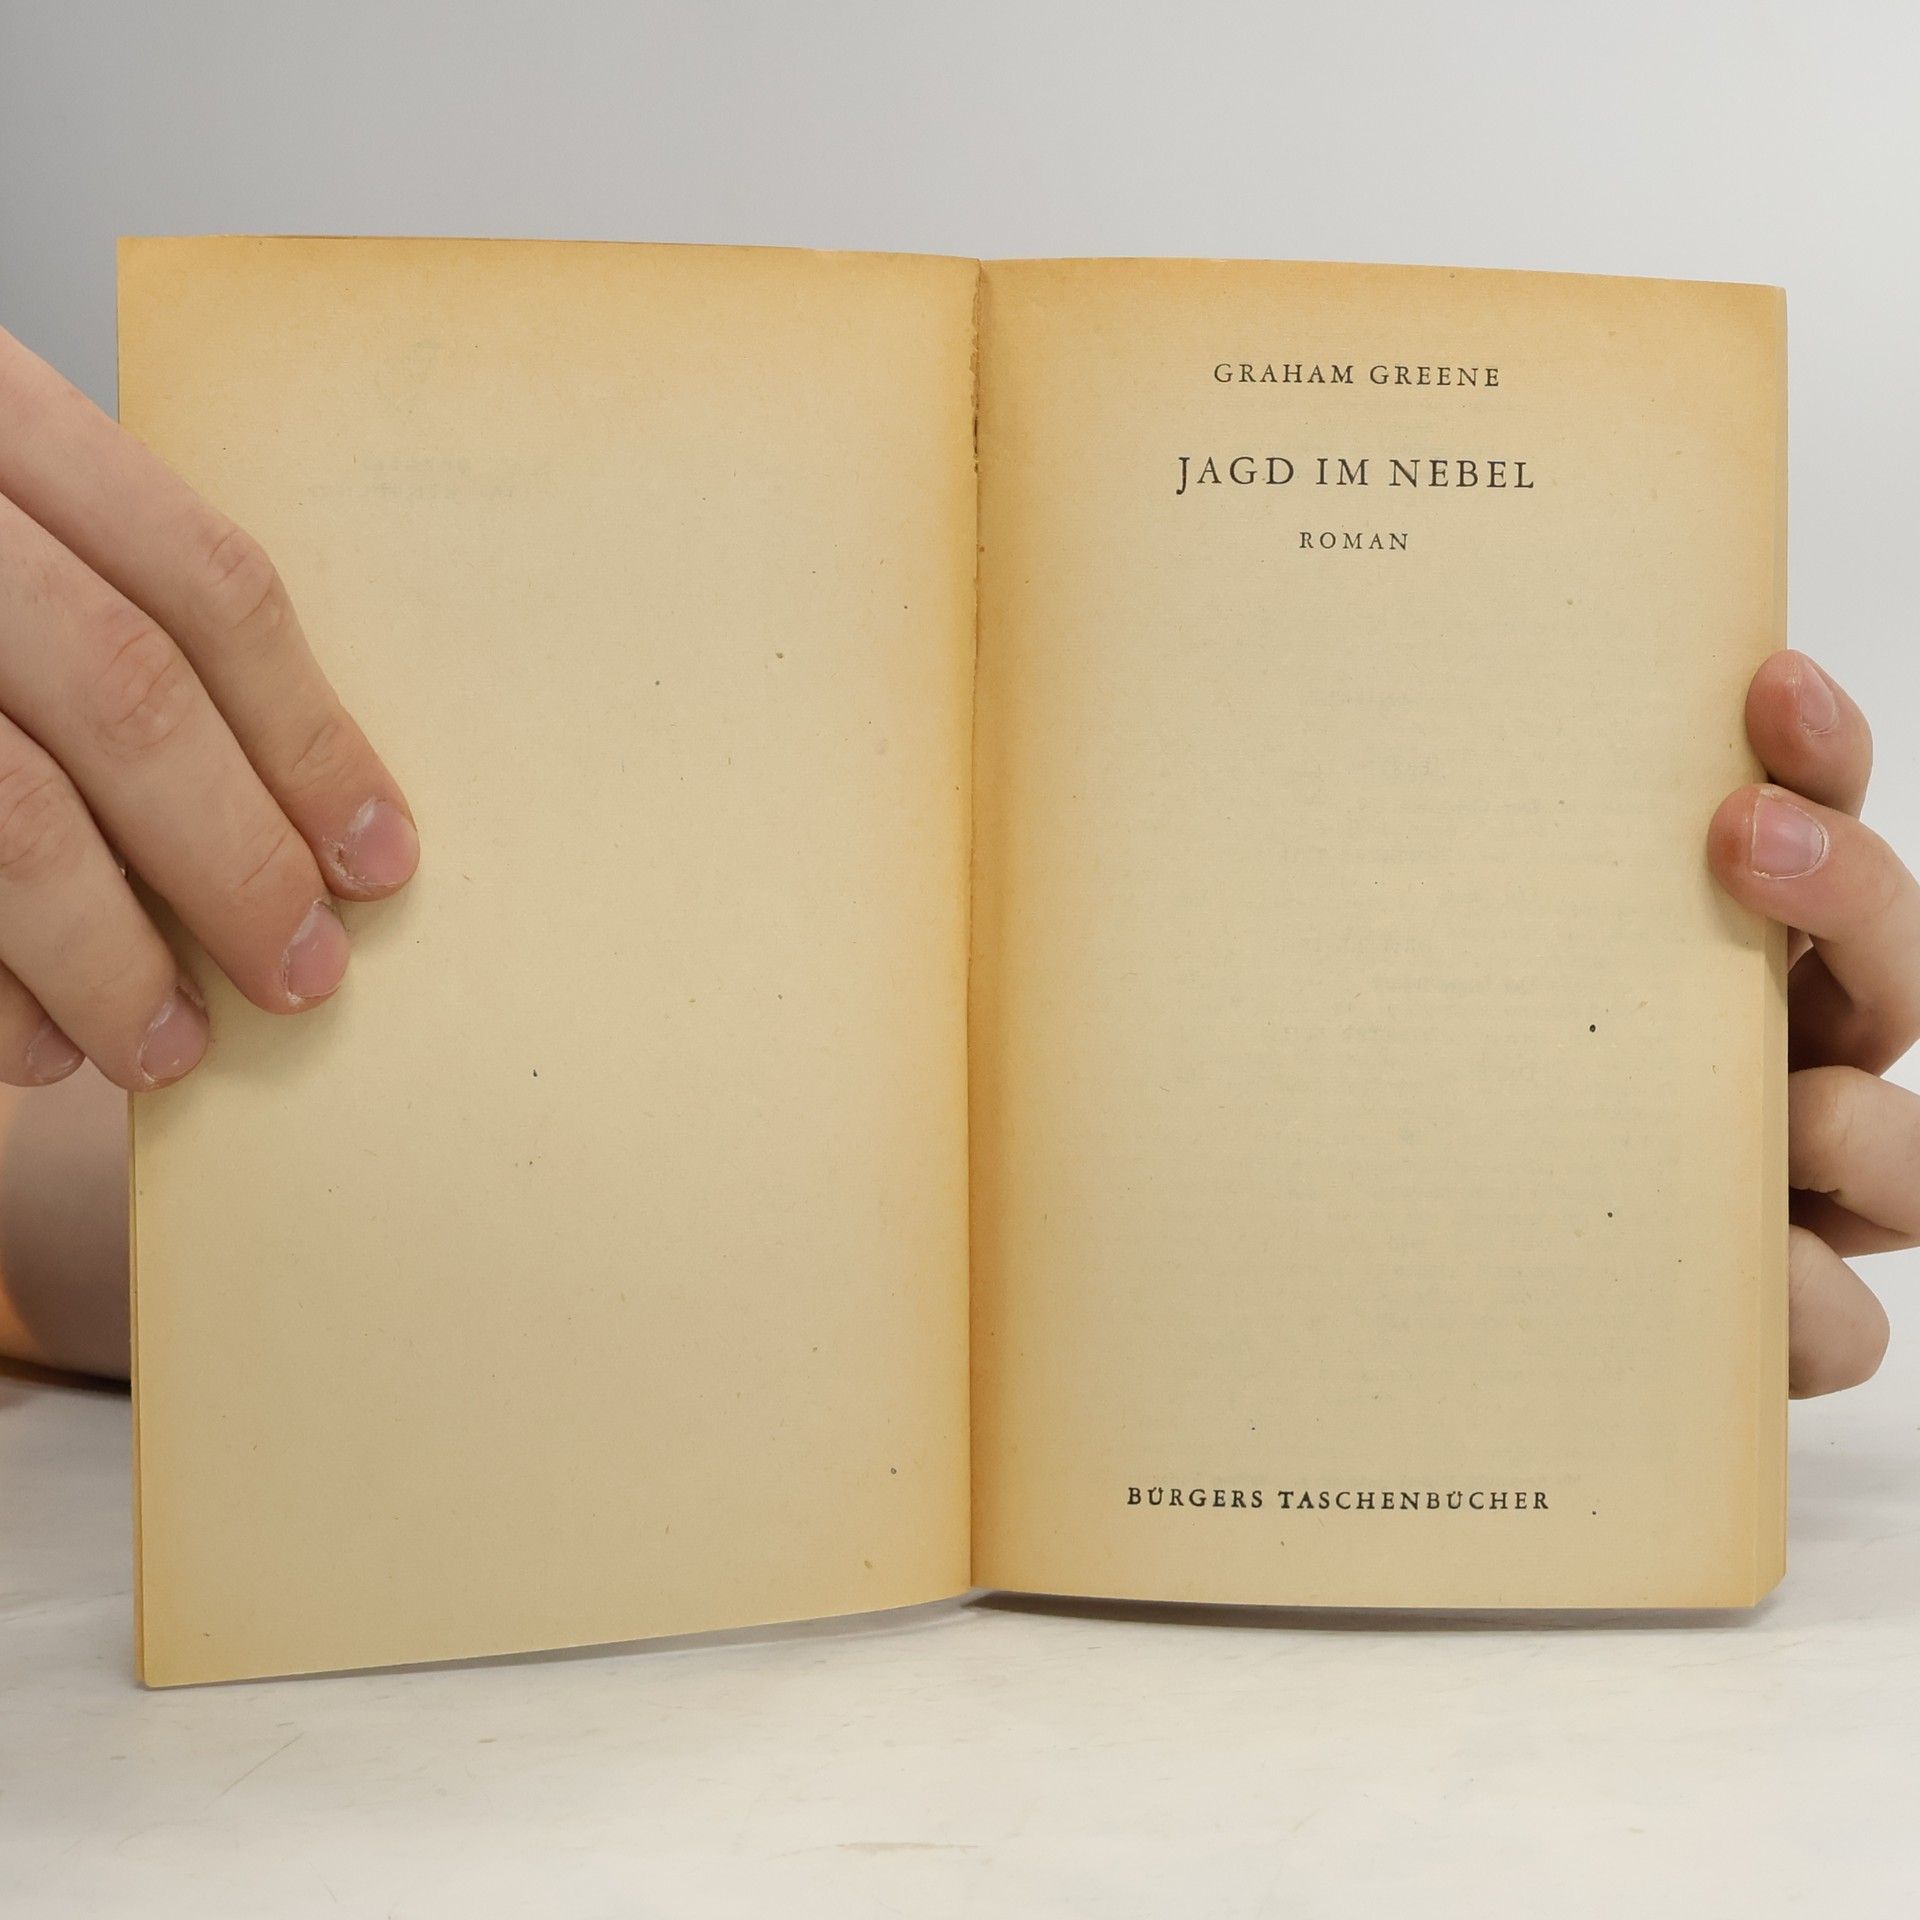 GRAHAM GREENE
JAGD IM NEBEL
ROMAN
BÜRGERS TASCHENBÜCHER